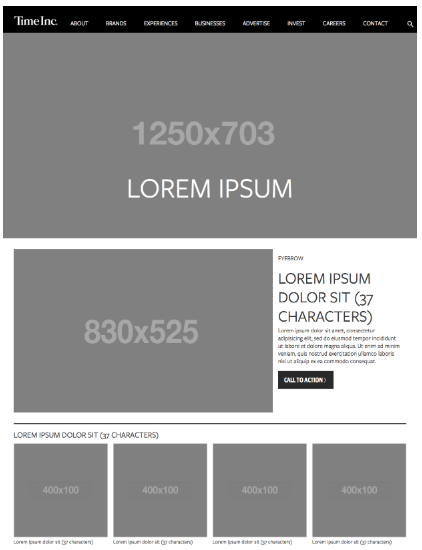 Time Inc. ABOUT BRANDS EXPERIENCES BUSINESSES ADVERTISE INVEST CAREERS CONTACT
1250x703
LOREM IPSUM
830x525
EYEBROW
LOREM IPSUM
DOLOR SIT (37
CHARACTERS)
Lorem ipsum dolor sit amet, consectetur
adipisicing elit, sed do eiusmod tempor incididunt
ut labore et dolore magna aliqua. Ut enim ad minim
veniam, quis nostrud exercitation ullamco laboris
nisi ut aliquip ex ea commodo consequat.
CALL TO ACTION ›
LOREM IPSUM DOLOR SIT (37 CHARACTERS)
400x100 400x100 400x100 400x100
Lorem ipsum dolor sit (37 characters) Lorem ipsum dolor sit (37 characters) Lorem ipsum dolor sit (37 characters) Lorem ipsum dolor sit (37 characters)